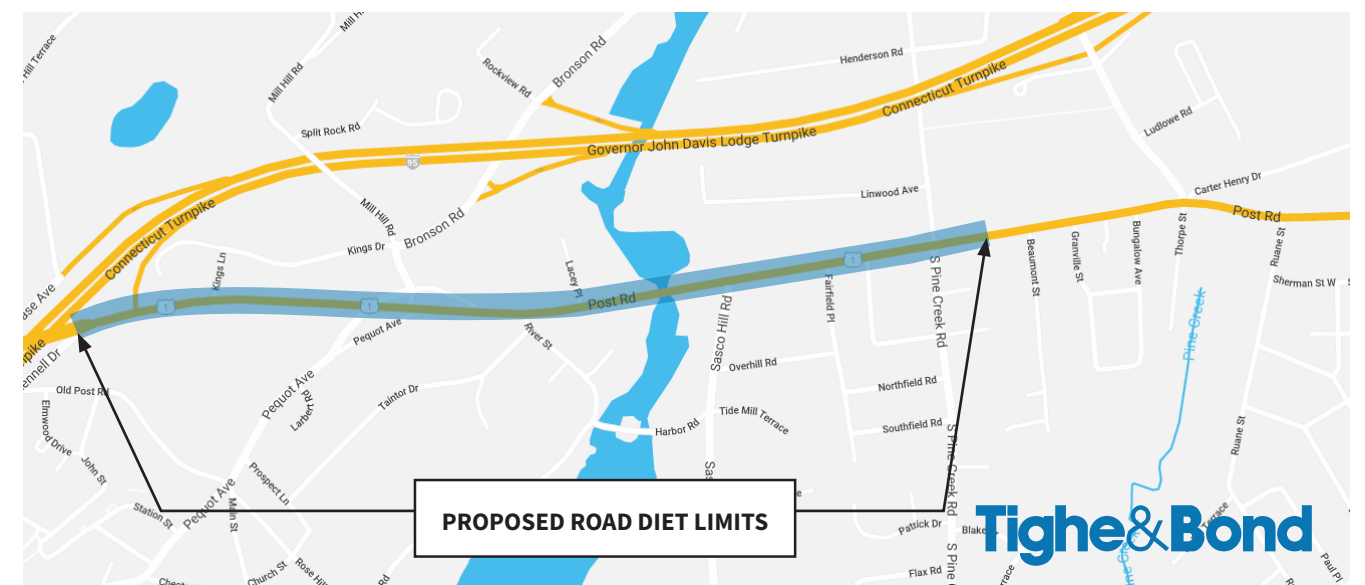 Mill Hill Rd
Henderson Rd
Bronson Rd
Rockview Rd
Mill Hill Rd
Connecticut Turnpike
Split Rock Rd
Governor John Davis Lodge Turnpike
95
Ludlowe Rd
Linwood Ave
Carter Henry Dr
Connecticut Turnpike
Mill Hill Rd
Bronson Rd
Kings Dr
Kings Ln
Post Rd
Thorpe St
Bungalow Ave
Granville St
Beaumont St
Ruane St
Sherman St W
S Pine Creek Rd
Fairfield Pl
Lacey Pl
1
1
1
Post Rd
Sasco Hill Rd
Pequot Ave
River St
Pine Creek
Overhill Rd
Old Post Rd
Elmwood Drive
John St
Pequot Ave
Larbert Rd
Taintor Dr
Northfield Rd
Southfield Rd
Harbor Rd
Tide Mill Terrace
Ruane St
S Pine Creek Rd
Prospect Ln
Station St
Pequot Ave
Main St
PROPOSED ROAD DIET LIMITS
Patrick Dr
Tighe&Bond
Church St
Flax Rd
S Pine
Paul Pl